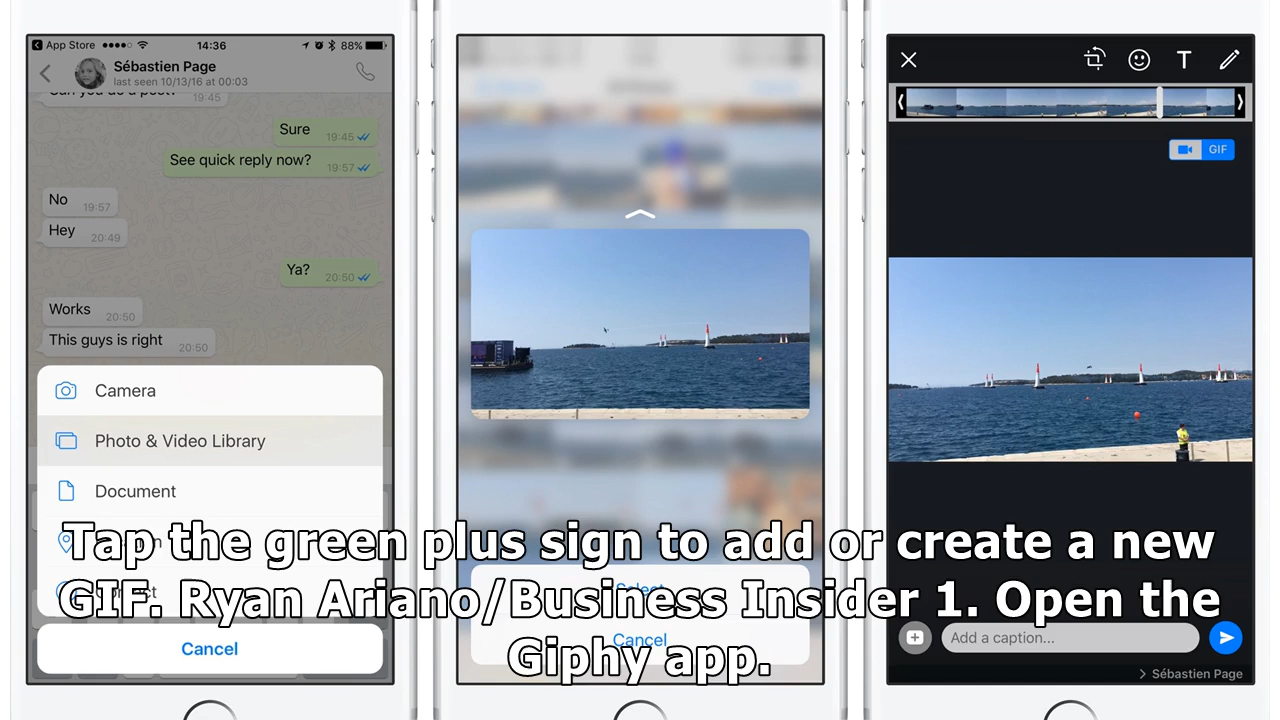 App Store
14:36
88%
Sébastien Page
last seen 10/13/16 at 00:03
19:45
Sure 19:45
See quick reply now? 19:57
No 19:57
Hey 20:49
Ya? 20:50
Works 20:50
This guys is right 20:50
Camera
Photo & Video Library
Document
Cancel
Select
Cancel
T
GIF
Add a caption...
Sébastien Page
Tap the green plus sign to add or create a new
GIF. Ryan Ariano/Business Insider 1. Open the
Giphy app.